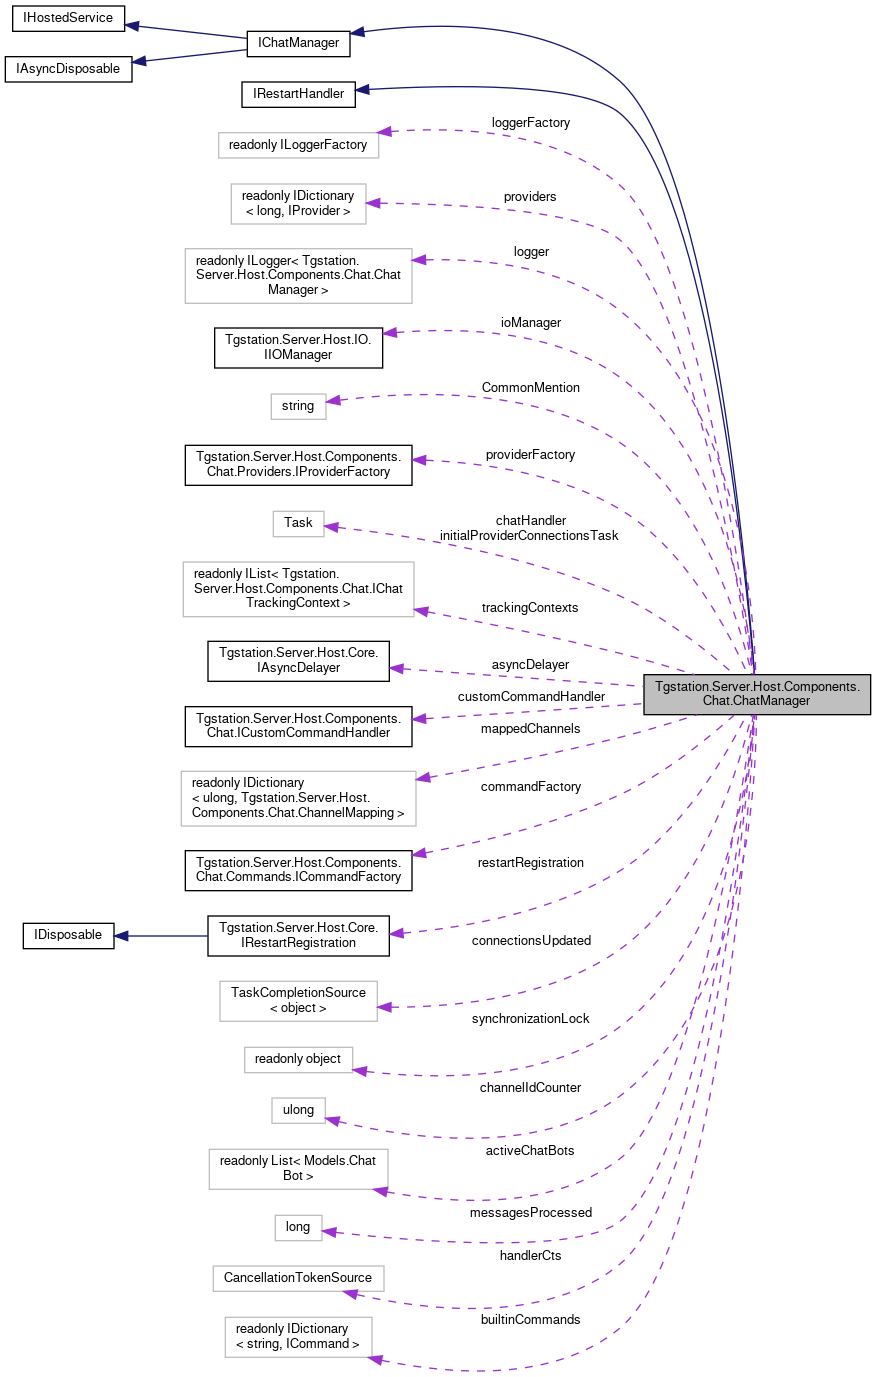 IHostedService
IChatManager
IAsyncDisposable
IRestartHandler
loggerFactory
readonly ILoggerFactory
readonly IDictionary
< long, IProvider >
providers
readonly ILogger< Tgstation.
Server.Host.Components.Chat.Chat
Manager >
logger
Tgstation.Server.Host.IO.
IIOManager
ioManager
string
CommonMention
Tgstation.Server.Host.Components.
Chat.Providers.IProviderFactory
providerFactory
Task
chatHandler
initialProviderConnectionsTask
readonly IList< Tgstation.
Server.Host.Components.Chat.IChat
TrackingContext >
trackingContexts
Tgstation.Server.Host.Core.
IAsyncDelayer
asyncDelayer
Tgstation.Server.Host.Components.
Chat.ChatManager
customCommandHandler
Tgstation.Server.Host.Components.
Chat.ICustomCommandHandler
mappedChannels
readonly IDictionary
< ulong, Tgstation.Server.Host.
Components.Chat.ChannelMapping >
commandFactory
Tgstation.Server.Host.Components.
Chat.Commands.ICommandFactory
restartRegistration
IDisposable
Tgstation.Server.Host.Core.
IRestartRegistration
connectionsUpdated
TaskCompletionSource
< object >
synchronizationLock
readonly object
channelIdCounter
ulong
activeChatBots
readonly List< Models.Chat
Bot >
messagesProcessed
long
handlerCts
CancellationTokenSource
builtinCommands
readonly IDictionary
< string, ICommand >